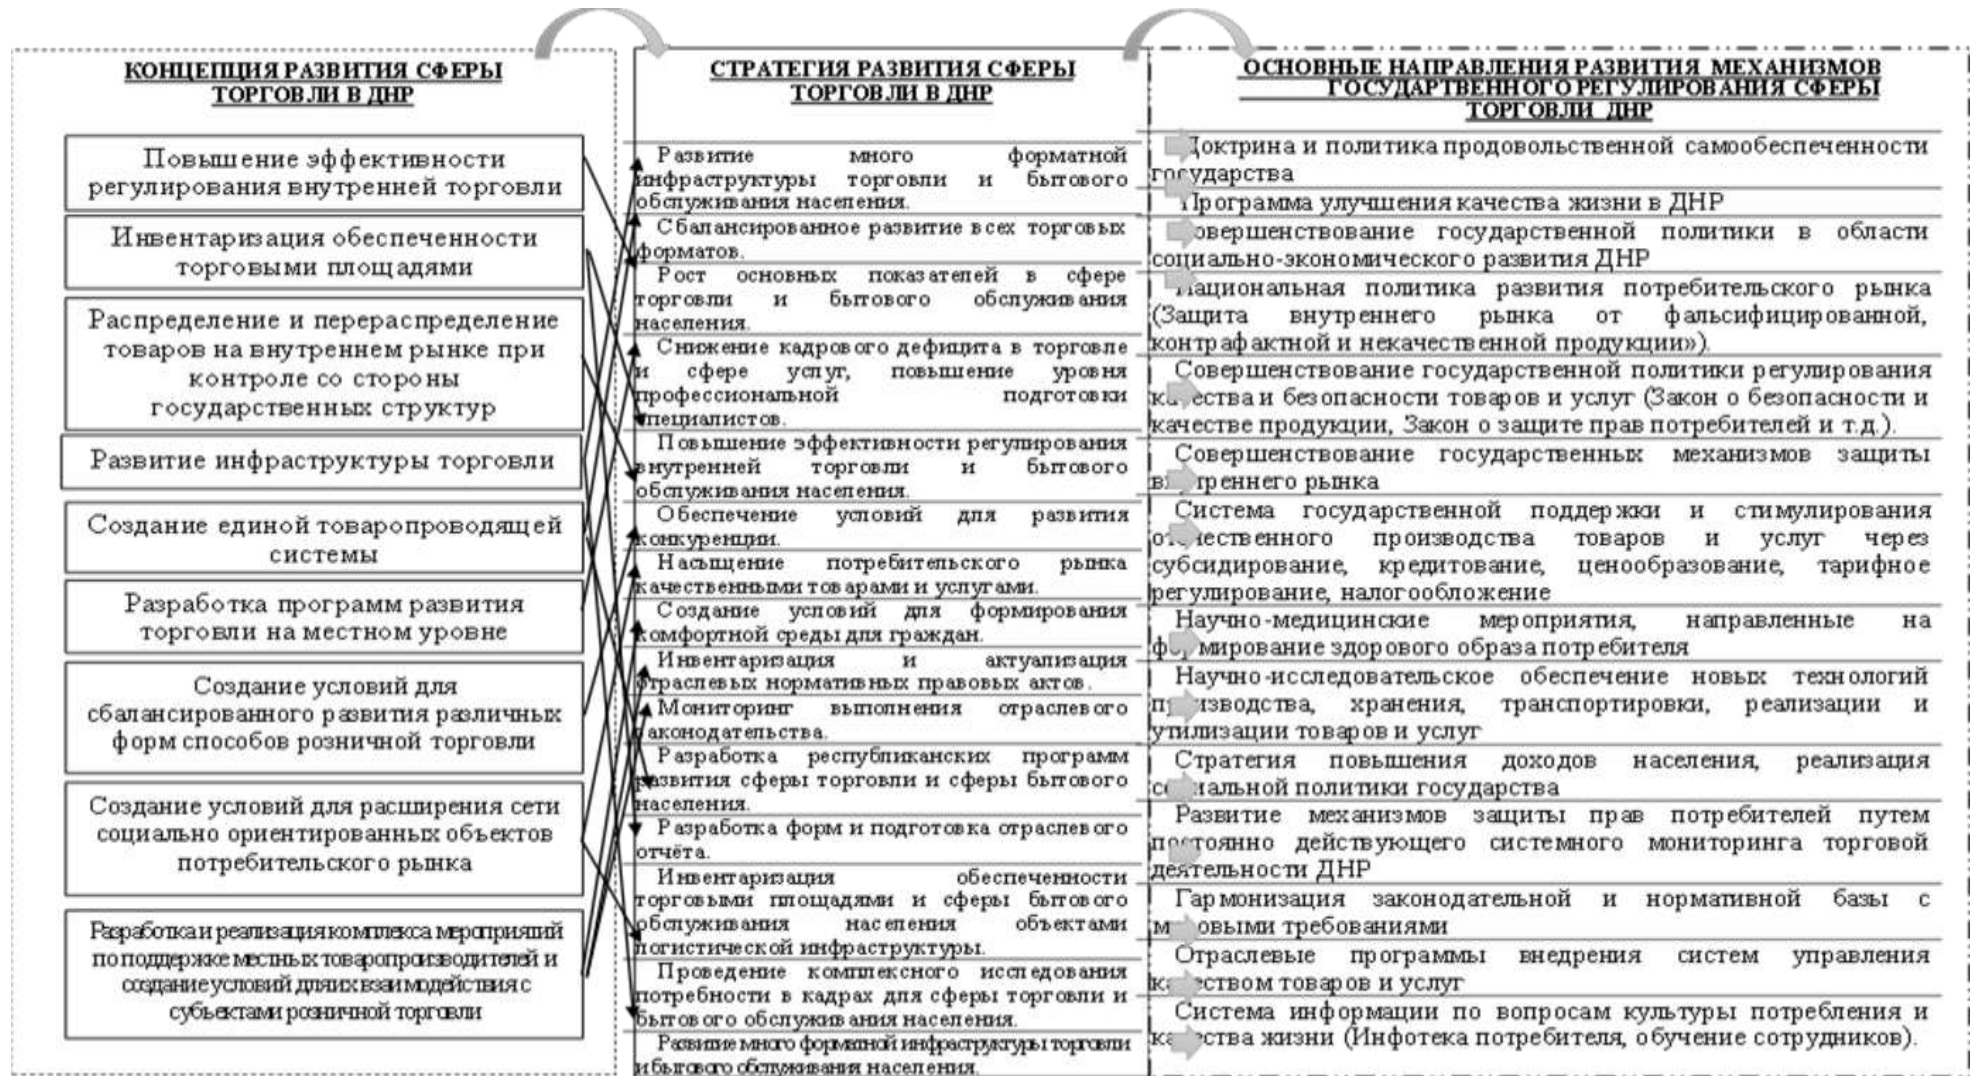 КОНЦЕПЦИЯ РАЗВИТИЯ СФЕРЫ
ТОРГОВЛИ В ДНР
Повышение эффективности
регулирования внутренней торговли
Инвентаризация обеспеченности
торговыми площадями
Распределение и перераспределение
товаров на внутреннем рынке при
контроле со стороны
государственных структур
Развитие инфраструктуры торговли
Создание единой товаропроводящей
системы
Разработка программ развития
торговли на местном уровне
Создание условий для
сбалансированного развития различных
форм способов розничной торговли
Создание условий для расширения сети
социально ориентированных объектов
потребительского рынка
Разработка и реализация комплекса мероприятий
по поддержке местных товаропроизводителей и
создание условий для их взаимодействия с
субъектами розничной торговли
СТРАТЕГИЯ РАЗВИТИЯ СФЕРЫ
ТОРГОВЛИ В ДНР
Развитие много форматной
инфраструктуры торговли и бытового
обслуживания населения.
Сбалансированное развитие всех торговых
форматов.
Рост основных показателей в сфере
торговли и бытового обслуживания
населения.
Снижение кадрового дефицита в торговле
и сфере услуг, повышение уровня
профессиональной подготовки
специалистов.
Повышение эффективности регулирования
внутренней торговли и бытового
обслуживания населения.
Обеспечение условий для развития
конкуренции.
Насыщение потребительского рынка
качественными товарами и услугами.
Создание условий для формирования
комфортной среды для граждан.
Инвентаризация и актуализация
отраслевых нормативных правовых актов.
Мониторинг выполнения отраслевого
законодательства.
Разработка республиканских программ
развития сферы торговли и сферы бытового
населения.
Разработка форм и подготовка отраслевого
отчёта.
Инвентаризация обеспеченности
торговыми площадями и сферы бытового
обслуживания населения объектами
логистической инфраструктуры.
Проведение комплексного исследования
потребности в кадрах для сферы торговли и
бытового обслуживания населения.
Развитие много форматной инфраструктуры торговли
и бытового обслуживания населения.
ОСНОВНЫЕ НАПРАВЛЕНИЯ РАЗВИТИЯ МЕХАНИЗМОВ
ГОСУДАРТВЕННОГО РЕГУЛИРОВАНИЯ СФЕРЫ
ТОРГОВЛИ ДНР
Доктрина и политика продовольственной самообеспеченности
государства
Программа улучшения качества жизни в ДНР
Совершенствование государственной политики в области
социально-экономического развития ДНР
Национальная политика развития потребительского рынка
(Защита внутреннего рынка от фальсифицированной,
контрафактной и некачественной продукции»).
Совершенствование государственной политики регулирования
качества и безопасности товаров и услуг (Закон о безопасности и
качестве продукции, Закон о защите прав потребителей и т.д.).
Совершенствование государственных механизмов защиты
внутреннего рынка
Система государственной поддержки и стимулирования
отечественного производства товаров и услуг через
субсидирование, кредитование, ценообразование, тарифное
регулирование, налогообложение
Научно-медицинские мероприятия, направленные на
формирование здорового образа потребителя
Научно-исследовательское обеспечение новых технологий
производства, хранения, транспортировки, реализации и
утилизации товаров и услуг
Стратегия повышения доходов населения, реализация
социальной политики государства
Развитие механизмов защиты прав потребителей путем
постоянно действующего системного мониторинга торговой
деятельности ДНР
Гармонизация законодательной и нормативной базы с
мировыми требованиями
Отраслевые программы внедрения систем управления
качеством товаров и услуг
Система информации по вопросам культуры потребления и
качества жизни (Инфотека потребителя, обучение сотрудников).